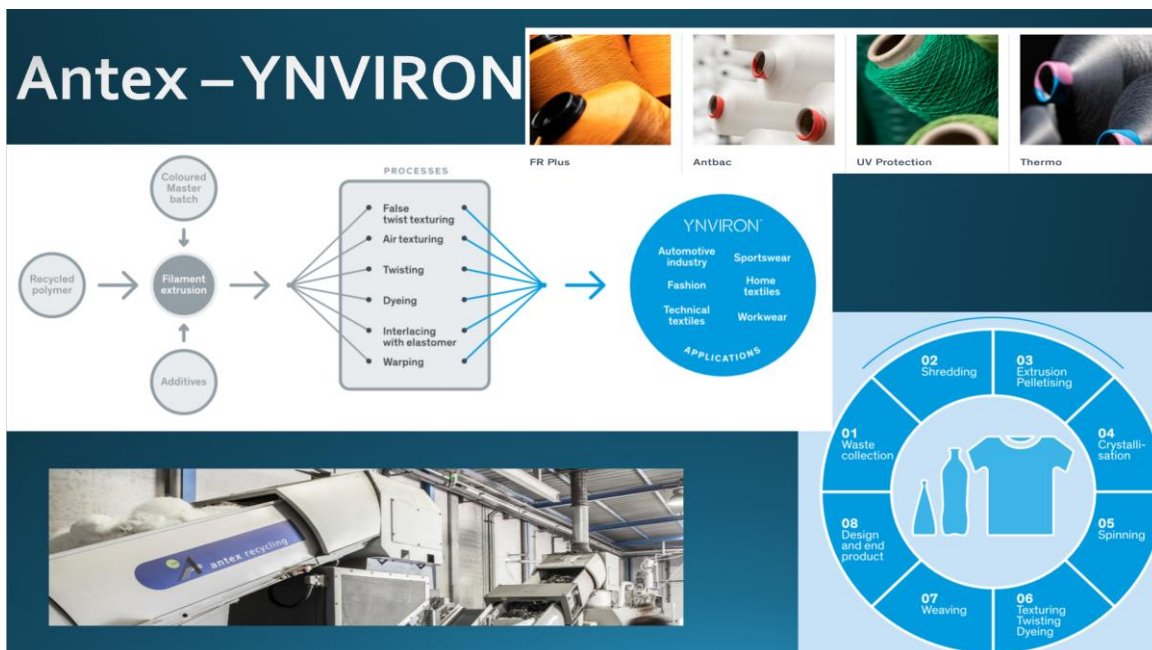 Antex – YNVIRON
FR Plus
Antbac
UV Protection
Thermo
Coloured
Master
batch
Recycled
polymer
Filament
extrusion
Additives
PROCESSES
False
twist texturing
Air texturing
Twisting
Dyeing
Interlacing
with elastomer
Warping
YNVIRON™
Automotive
industry
Sportswear
Fashion
Home
textiles
Technical
textiles
Workwear
APPLICATIONS
01
Waste
collection
02
Shredding
03
Extrusion
Pelletising
04
Crystalli-
sation
05
Spinning
06
Texturing
Twisting
Dyeing
07
Weaving
08
Design
and end
product
antex recycling